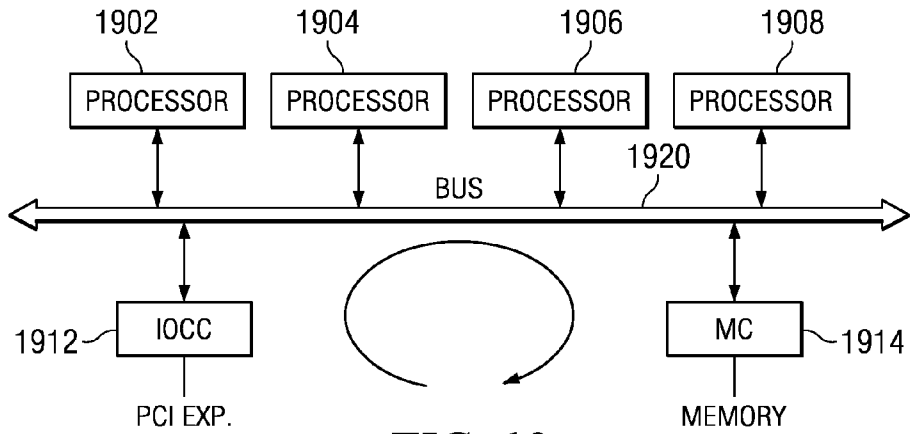 1902 1904 1906 1908
PROCESSOR PROCESSOR PROCESSOR PROCESSOR
1920
BUS
1912 IOCC MC 1914
PCI EXP. MEMORY